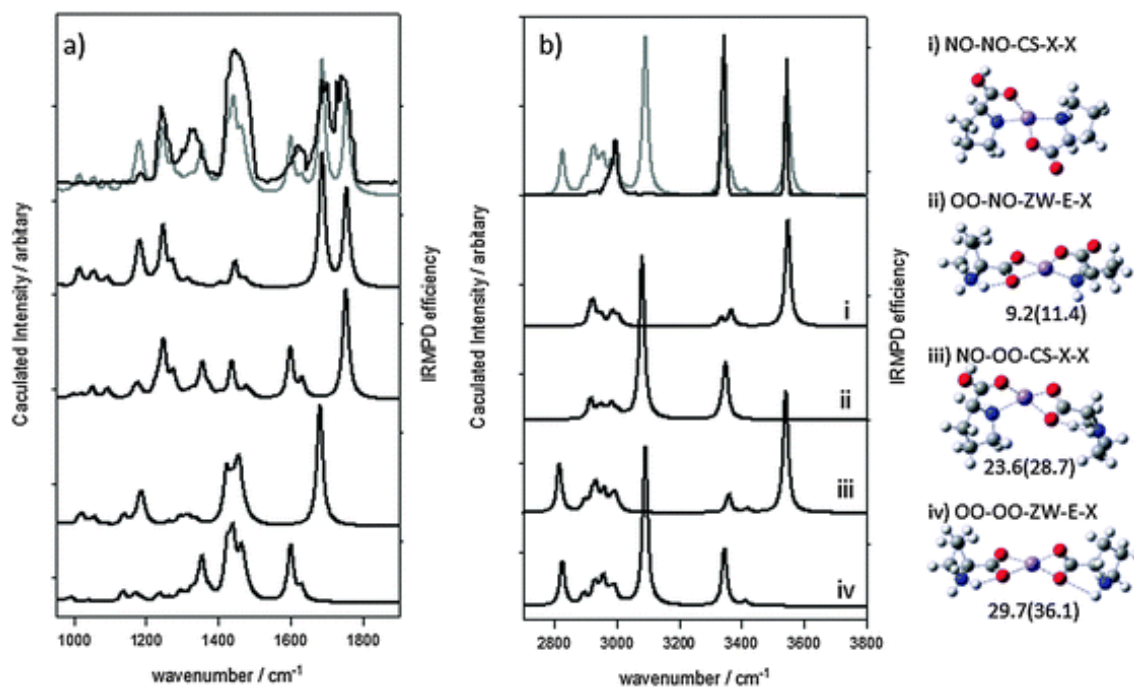 a)
Caculated Intensity / arbitary
IRMPD efficiency
1000 1200 1400 1600 1800
wavenumber / cm-1
b)
Caculated Intensity / arbitary
IRMPD efficiency
i
ii
iii
iv
2800 3000 3200 3400 3600 3800
wavenumber / cm-1
i) NO-NO-CS-X-X
ii) OO-NO-ZW-E-X
9.2(11.4)
iii) NO-OO-CS-X-X
23.6(28.7)
iv) OO-OO-ZW-E-X
29.7(36.1)